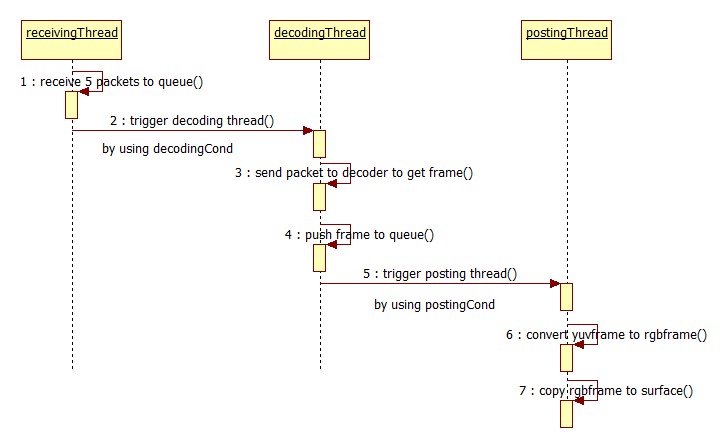 receivingThread
decodingThread
postingThread
1 : receive 5 packets to queue()
2 : trigger decoding thread()
by using decodingCond
3 : send packet to decoder to get frame()
4 : push frame to queue()
5 : trigger posting thread()
by using postingCond
6 : convert yuvframe to rgbframe()
7 : copy rgbframe to surface()